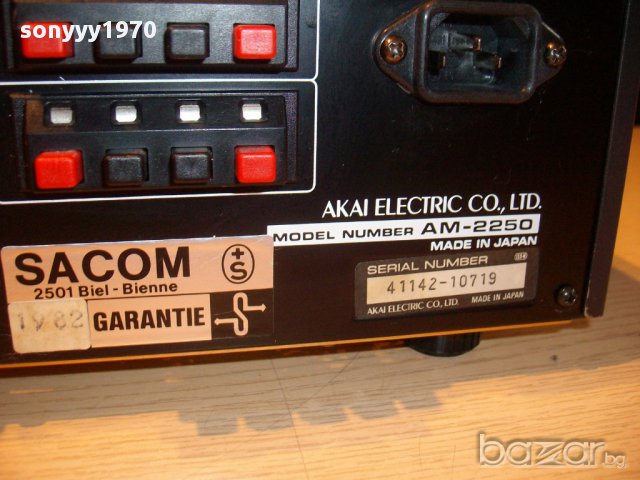 sonyyy1970
AKAI ELECTRIC CO., LTD.
MODEL NUMBER AM-2250
MADE IN JAPAN
SERIAL NUMBER
41142-10719
AKAI ELECTRIC CO., LTD. MADE IN JAPAN
SACOM
2501 Biel - Bienne
+S
1V82 GARANTIE
bazar.bg